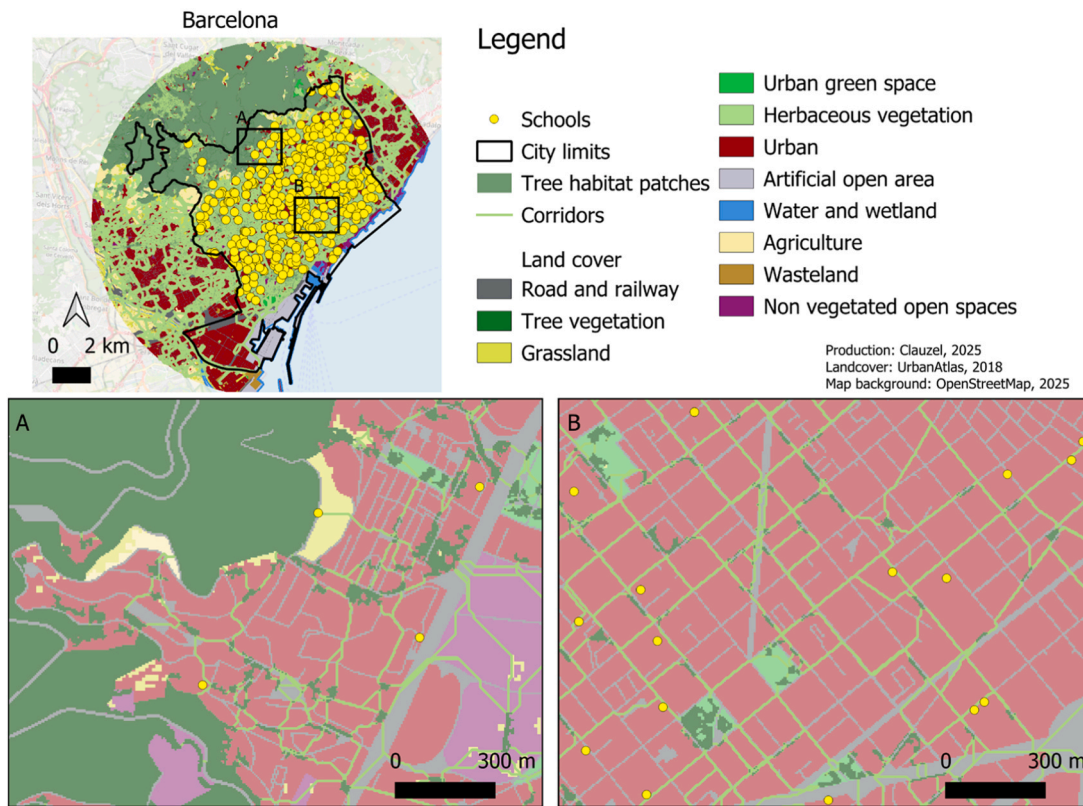 Barcelona
A
B
0 2 km
Legend
Schools
City limits
Tree habitat patches
Corridors
Land cover
Road and railway
Tree vegetation
Grassland
Urban green space
Herbaceous vegetation
Urban
Artificial open area
Water and wetland
Agriculture
Wasteland
Non vegetated open spaces
Production: Clauzel, 2025
Landcover: UrbanAtlas, 2018
Map background: OpenStreetMap, 2025
A
0 300 m
B
0 300 m